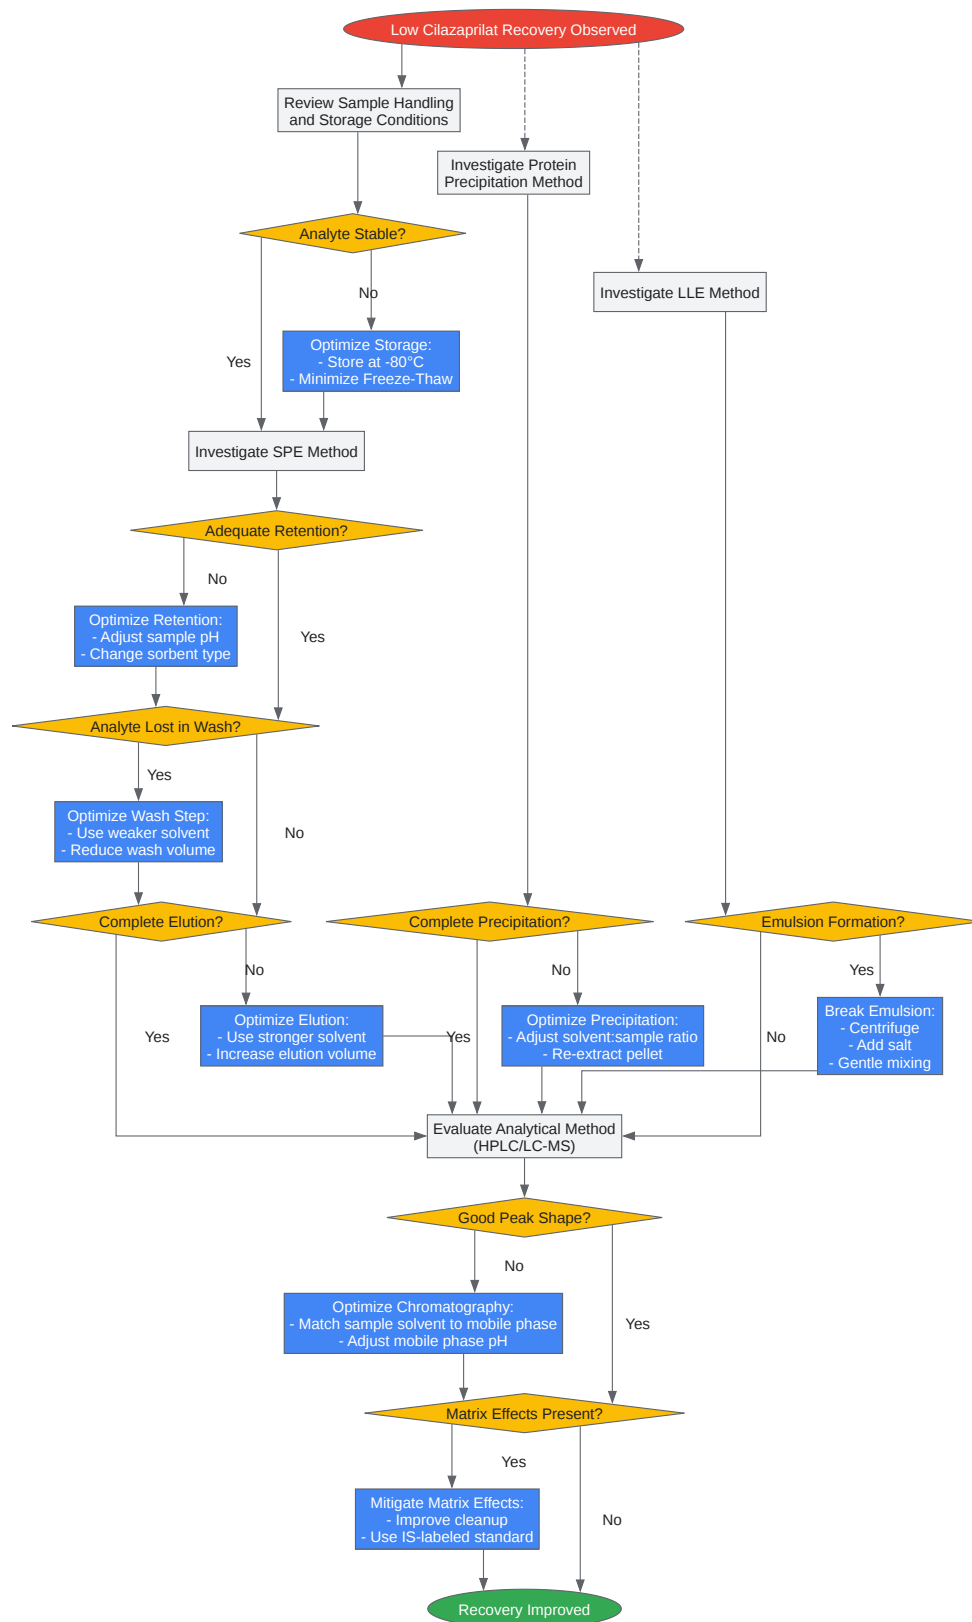 Low Cilazaprilat Recovery Observed
Review Sample Handling
and Storage Conditions
Investigate Protein
Precipitation Method
Analyte Stable?
Investigate LLE Method
No
Yes
Optimize Storage:
- Store at -80°C
- Minimize Freeze-Thaw
Investigate SPE Method
Adequate Retention?
No
Yes
Optimize Retention:
- Adjust sample pH
- Change sorbent type
Analyte Lost in Wash?
Yes
No
Optimize Wash Step:
- Use weaker solvent
- Reduce wash volume
Complete Elution?
Complete Precipitation?
Emulsion Formation?
No
No
Yes
Yes
Optimize Elution:
- Use stronger solvent
- Increase elution volume
Yes
Optimize Precipitation:
- Adjust solvent:sample ratio
- Re-extract pellet
No
Break Emulsion:
- Centrifuge
- Add salt
- Gentle mixing
Evaluate Analytical Method
(HPLC/LC-MS)
Good Peak Shape?
No
Yes
Optimize Chromatography:
- Match sample solvent to mobile phase
- Adjust mobile phase pH
Matrix Effects Present?
Yes
No
Mitigate Matrix Effects:
- Improve cleanup
- Use IS-labeled standard
Recovery Improved